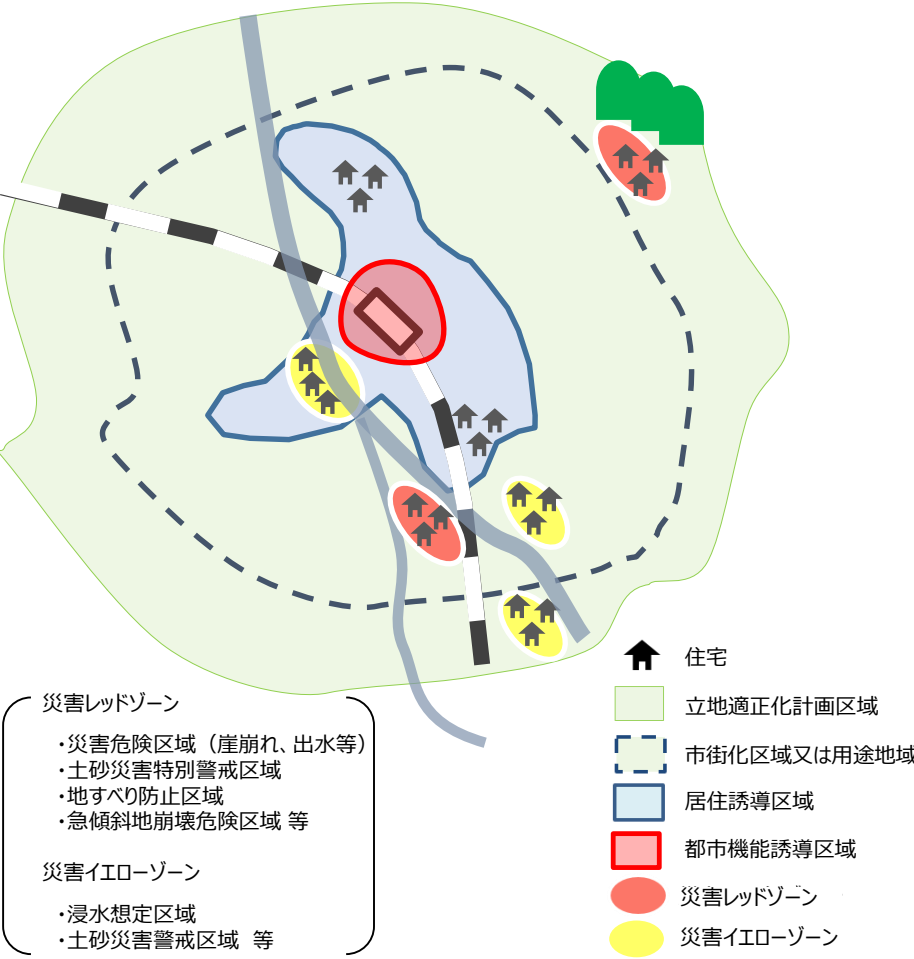 住宅
立地適正化計画区域
市街化区域又は用途地域
居住誘導区域
都市機能誘導区域
災害レッドゾーン
災害イエローゾーン
災害レッドゾーン
・災害危険区域（崖崩れ、出水等）
・土砂災害特別警戒区域
・地すべり防止区域
・急傾斜地崩壊危険区域 等
災害イエローゾーン
・浸水想定区域
・土砂災害警戒区域 等